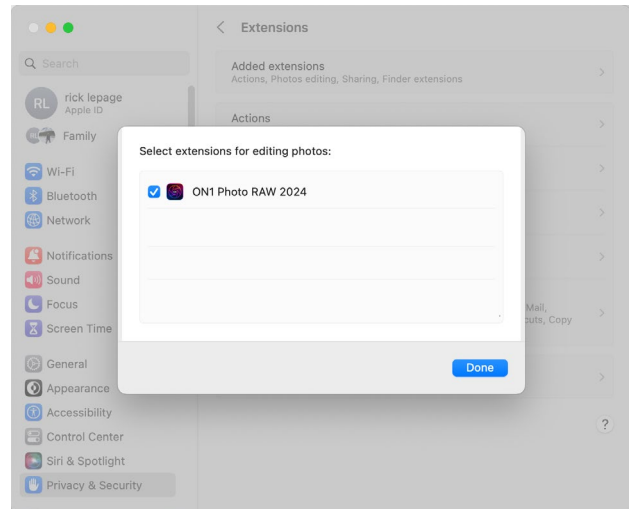 Extensions
Search
RL
rick lepage
Apple ID
Family
Wi-Fi
Bluetooth
Network
Notifications
Sound
Focus
Screen Time
General
Appearance
Accessibility
Control Center
Siri & Spotlight
Privacy & Security
Added extensions
Actions, Photos editing, Sharing, Finder extensions
Actions
Select extensions for editing photos:
ON1 Photo RAW 2024
Mail,
cuts, Copy
Done
?